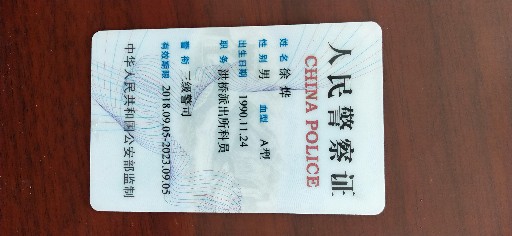 人民警察证
CHINA POLICE
姓 名 徐 烨
性 别 男 血型 A型
出生日期 1990.11.24
职 务 洪桥派出所科员
警 衔 三级警司
有效期限 2018.09.05-2023.09.05
中华人民共和国公安部监制